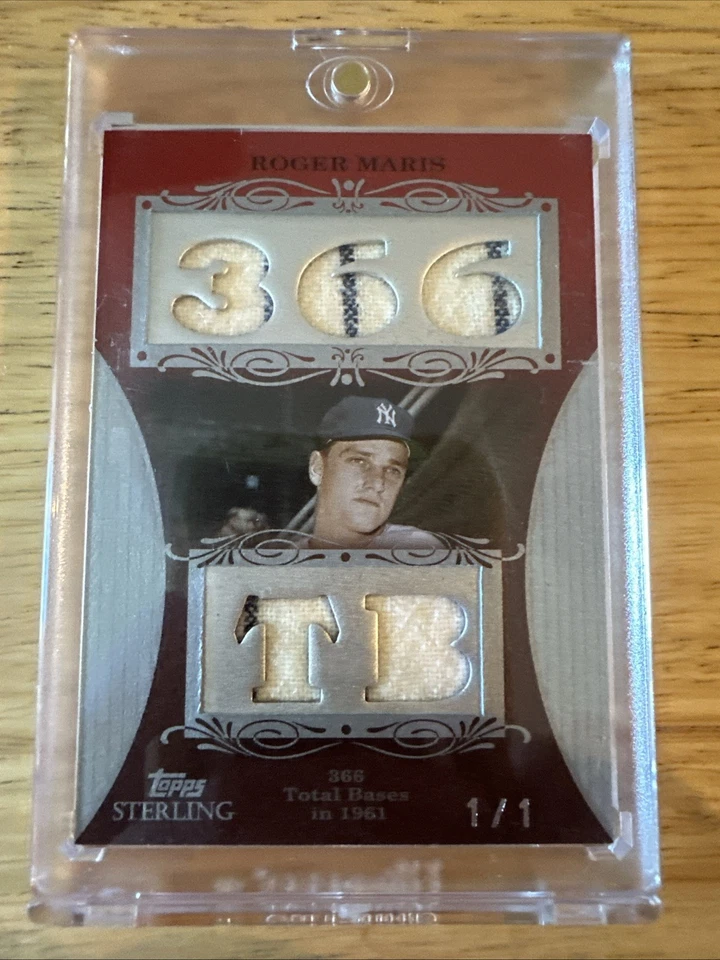 ROGER MARIS
366
NY
TB
366
Total Bases
in 1961
topps
STERLING
1/1